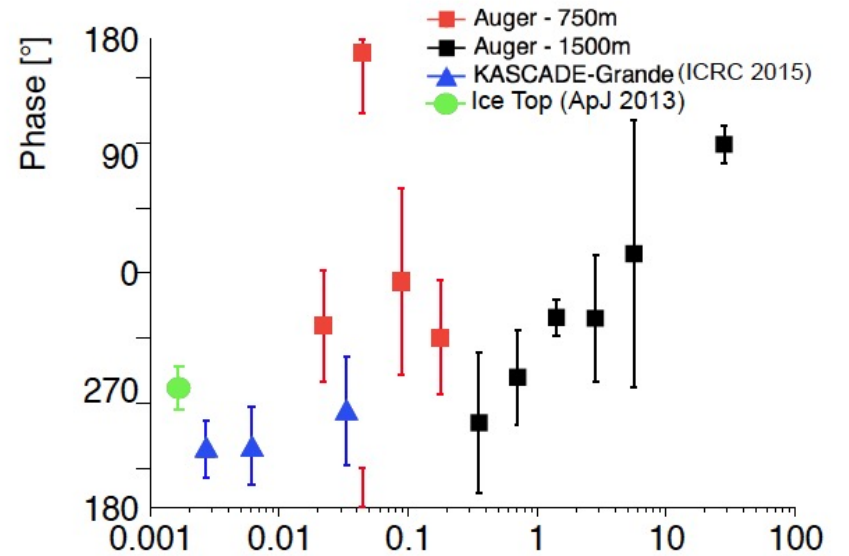 Auger - 750m
Auger - 1500m
KASCADE-Grande (ICRC 2015)
Ice Top (ApJ 2013)
Phase [°]
180
90
0
270
180
0.001 0.01 0.1 1 10 100